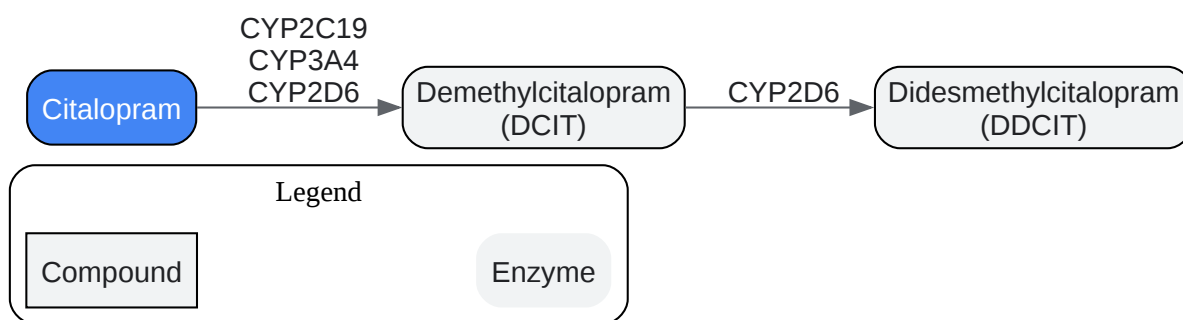 CYP2C19
CYP3A4
CYP2D6
Citalopram
Demethylcitalopram
(DCIT)
CYP2D6
Didesmethylcitalopram
(DDCIT)
Legend
Compound
Enzyme